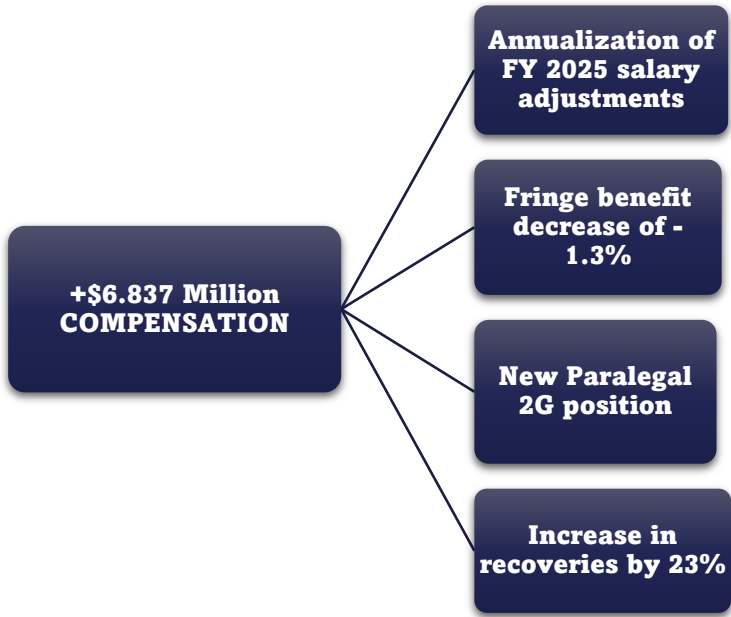 Annualization of
FY 2025 salary
adjustments
Fringe benefit
decrease of -
1.3%
+$6.837 Million
COMPENSATION
New Paralegal
2G position
Increase in
recoveries by 23%